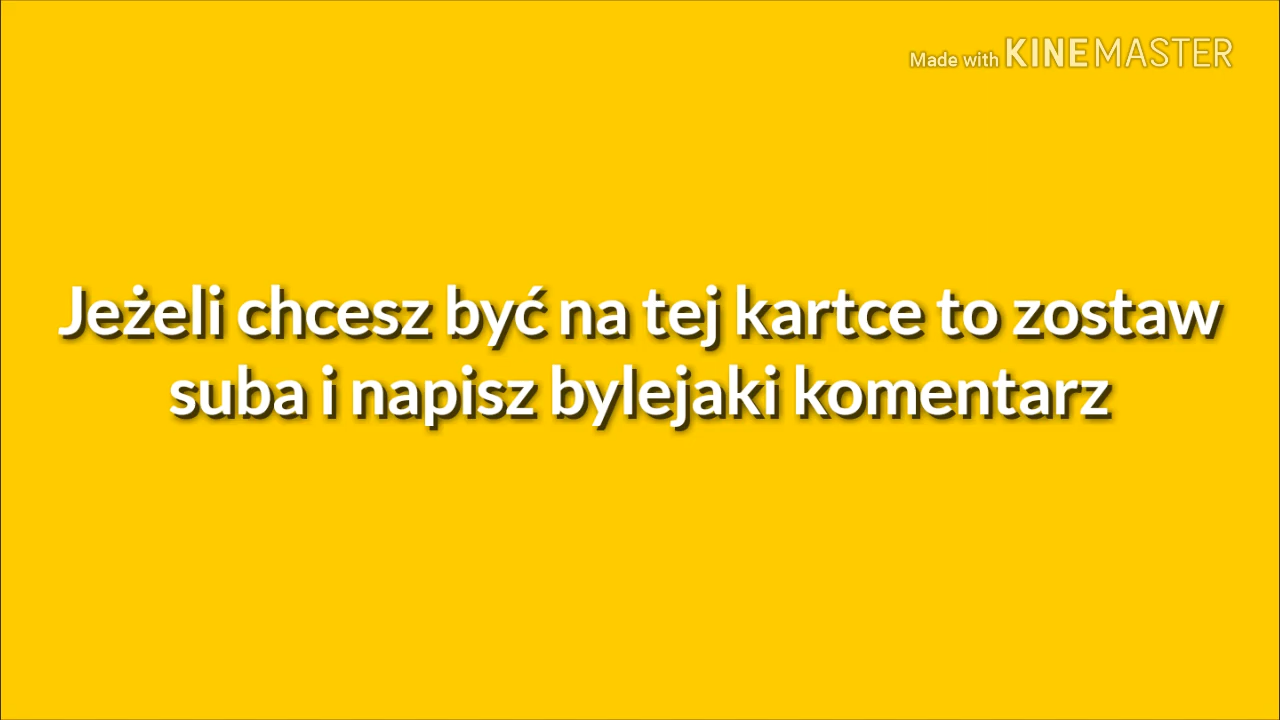 Made with KINEMASTER
Jeżeli chcesz być na tej kartce to zostaw
suba i napisz bylejaki komentarz